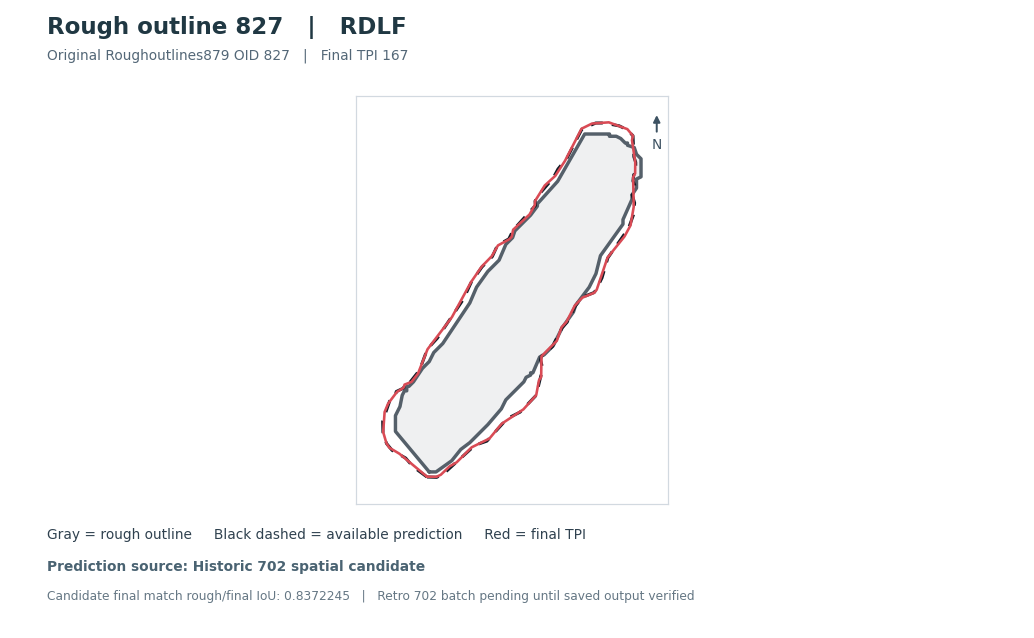 Rough outline 827   |   RDLF
Original Roughoutlines879 OID 827   |   Final TPI 167
N
Gray = rough outline     Black dashed = available prediction     Red = final TPI
Prediction source: Historic 702 spatial candidate
Candidate final match rough/final IoU: 0.8372245   |   Retro 702 batch pending until saved output verified